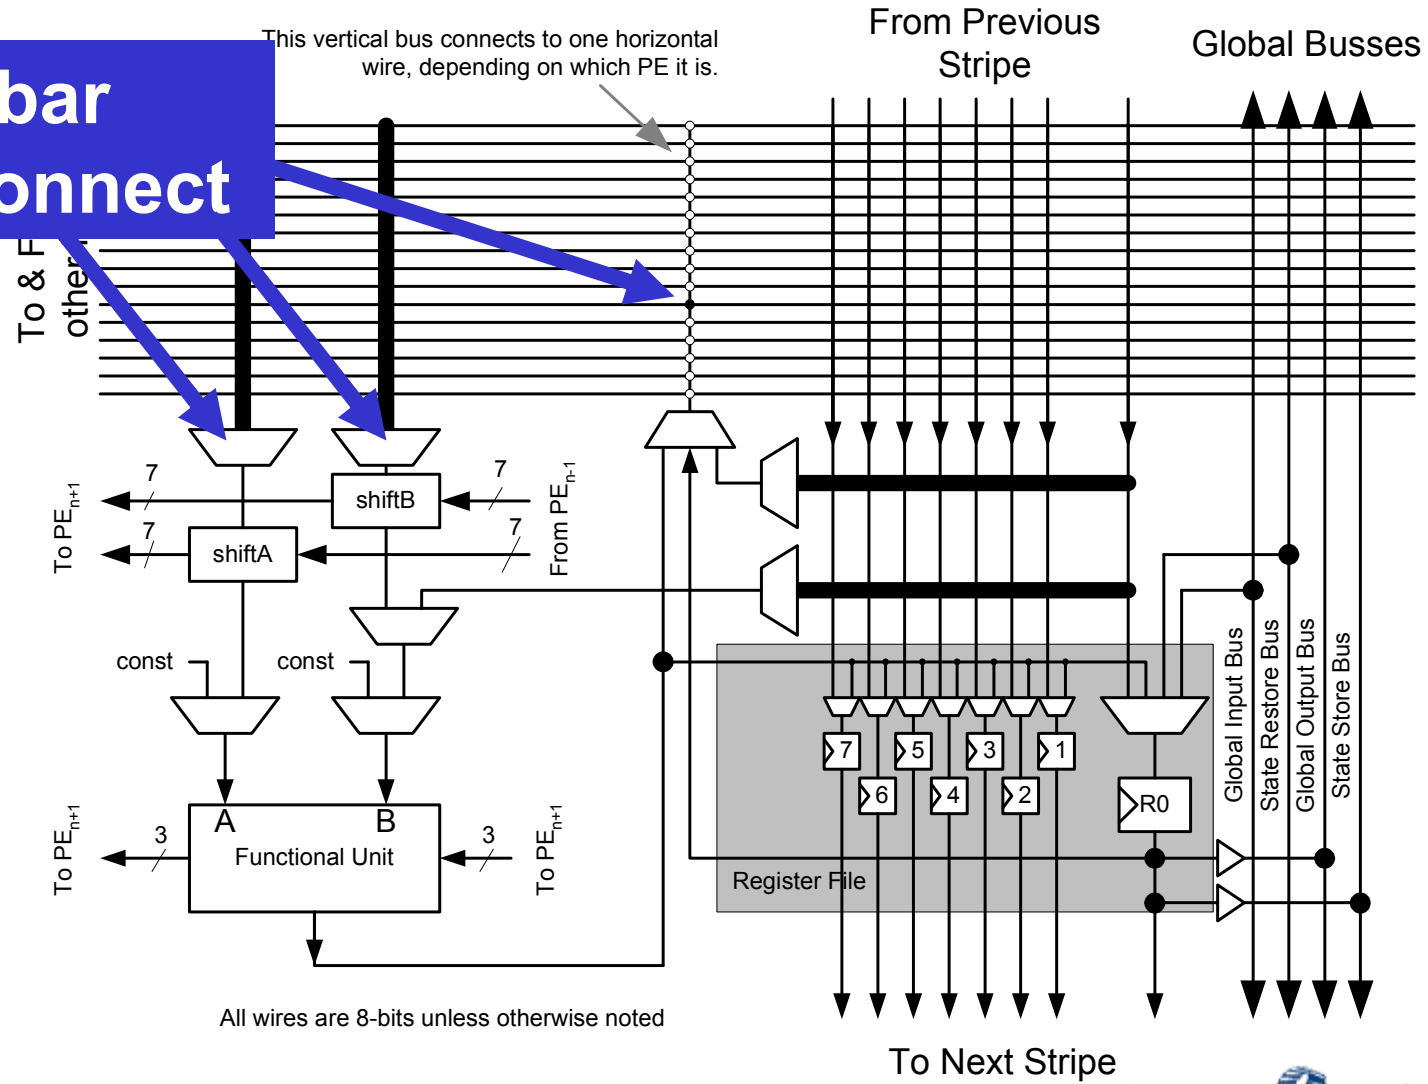 This vertical bus connects to one horizontal
wire, depending on which PE it is.
From Previous
Stripe
Global Busses
bar
onnect
To & F
other
7
7
shiftB
shiftA
7
7
To PEn+1
From PEn-1
const
const
A
B
Functional Unit
3
3
To PEn+1
To PEn+1
7
5
3
1
6
4
2
R0
Register File
Global Input Bus
State Restore Bus
Global Output Bus
State Store Bus
All wires are 8-bits unless otherwise noted
To Next Stripe